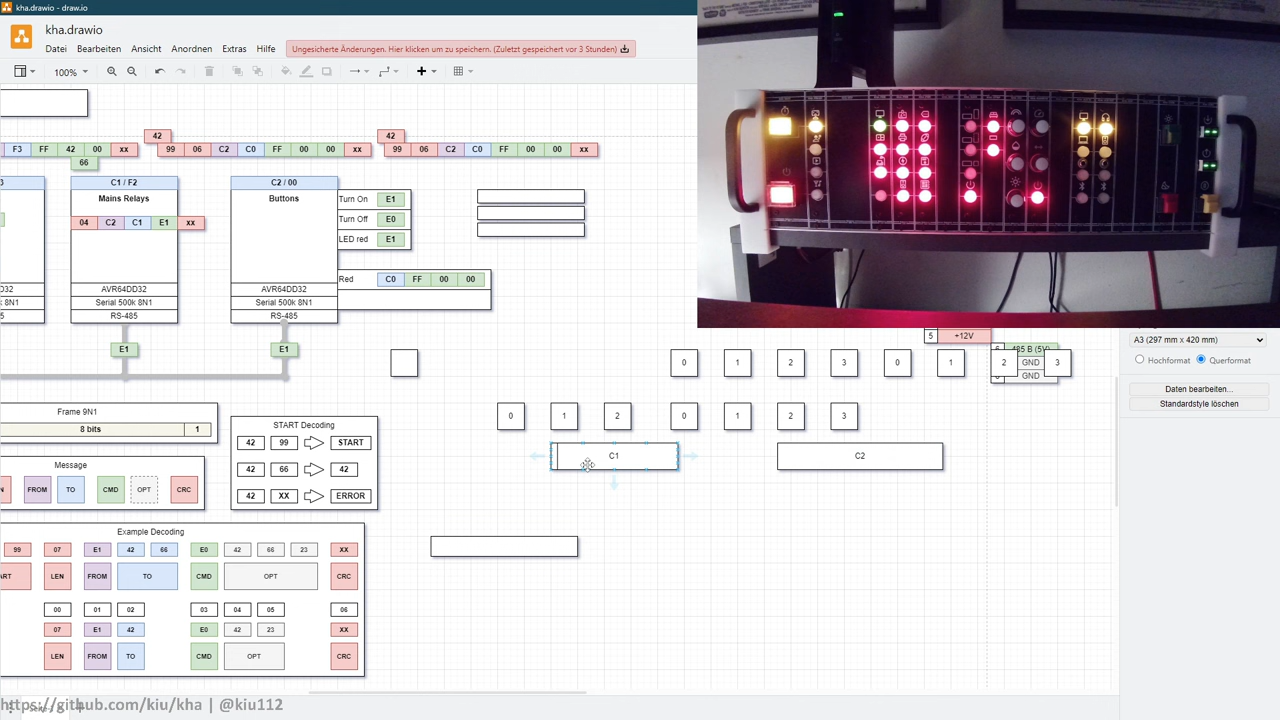 kha.drawio - draw.io
kha.drawio
Datei Bearbeiten Ansicht Anordnen Extras Hilfe
Ungesicherte Änderungen. Hier klicken um zu speichern. (Zuletzt gespeichert vor 3 Stunden)
100%
42 42
F3 FF 42 00 xx 99 06 C2 C0 FF 00 00 xx 99 06 C2 C0 FF 00 00 xx
66
3 C1 / F2 C2 / 00
Mains Relays Buttons
Turn On E1
Turn Off E0
LED red E1
04 C2 C1 E1 xx
Red C0 FF 00 00
D32 AVR64DD32 AVR64DD32
N1 Serial 500k 8N1 Serial 500k 8N1
5 RS-485 RS-485
5 +12V
E1 E1
485 B (5V)
GND
GND
0 1 2 3 0 1 2 3
0 1 2 0 1 2 3
C1 C2
Frame 9N1
8 bits 1
START Decoding
42 99 START
42 66 42
42 XX ERROR
Message
FROM TO CMD OPT CRC
Example Decoding
99 07 E1 42 66 E0 42 66 23 XX
ART LEN FROM TO CMD OPT CRC
00 01 02 03 04 05 06
07 E1 42 E0 42 23 XX
LEN FROM TO CMD OPT CRC
A3 (297 mm x 420 mm)
Hochformat Querformat
Daten bearbeiten...
Standardstyle löschen
https://github.com/kiu/kha | @kiu112